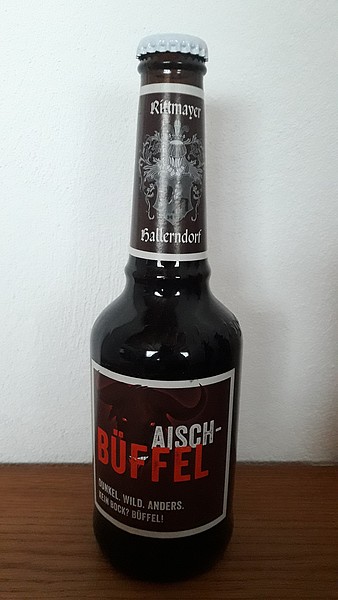 Rittmayer
Hallerndorf
AISCH-
BÜFFEL
DUNKEL. WILD. ANDERS.
KEIN BOCK? BÜFFEL!